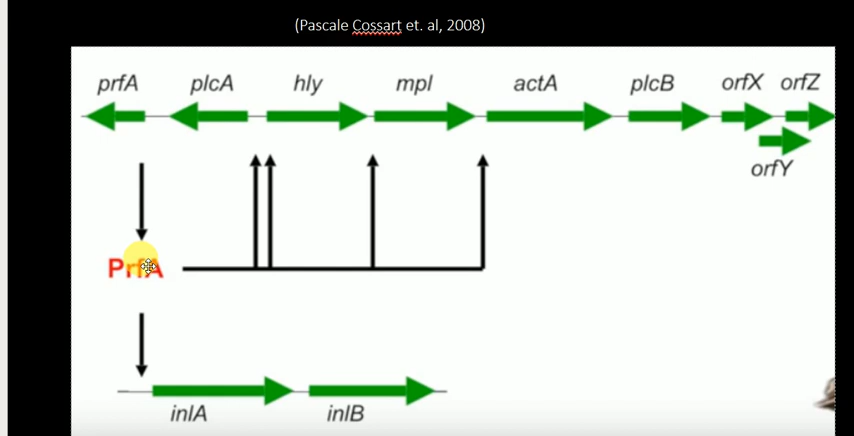 (Pascale Cossart et. al, 2008)
prfA plcA hly mpl actA plcB orfX orfZ
orfY
PrfA
inlA inlB